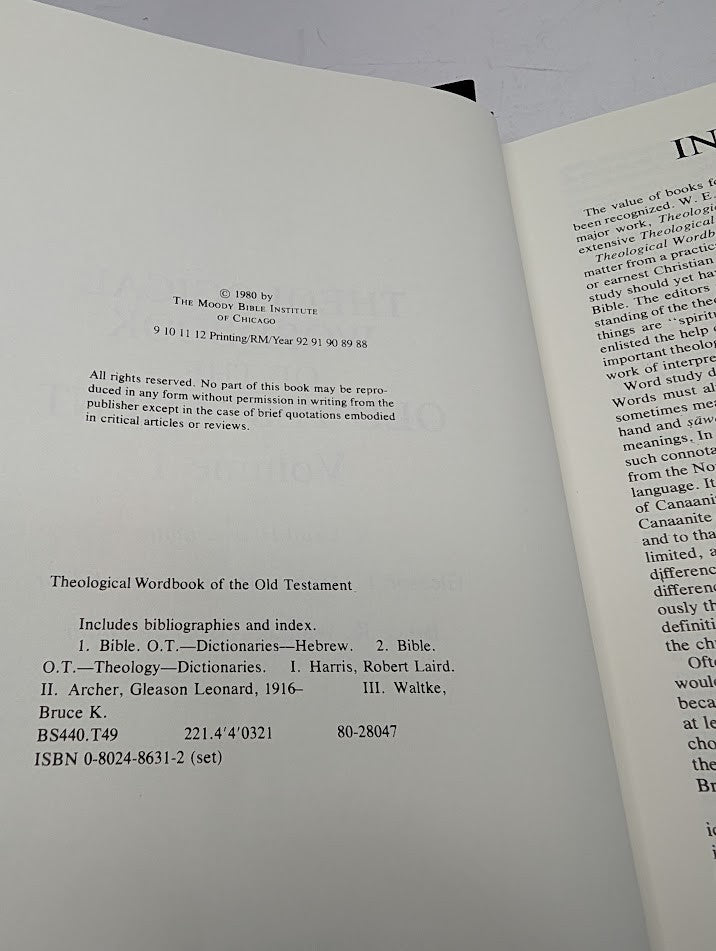 © 1980 by
THE MOODY BIBLE INSTITUTE
OF CHICAGO
9 10 11 12 Printing/RM/Year 92 91 90 89 88
All rights reserved. No part of this book may be repro-
duced in any form without permission in writing from the
publisher except in the case of brief quotations embodied
in critical articles or reviews.
Theological Wordbook of the Old Testament
Includes bibliographies and index.
1. Bible. O.T.—Dictionaries—Hebrew. 2. Bible.
O.T.—Theology—Dictionaries. I. Harris, Robert Laird.
II. Archer, Gleason Leonard, 1916– III. Waltke,
Bruce K.
BS440.T49 221.4'4'0321 80-28047
ISBN 0-8024-8631-2 (set)
IN
The value of books f
been recognized. W. E.
major work, Theologi
extensive Theological
Theological Wordb
matter from a practic
or earnest Christian
study should yet ha
Bible. The editors
standing of the the
things are "spiritu
enlisted the help
important theolog
work of interpre
Word study d
Words must al
sometimes mea
hand and ṣāw
meanings. In
such connota
from the No
language. It
of Canaani
Canaanite
and to tha
limited, a
differenc
differenc
ously th
definiti
the ch
Ofte
would
beca
at le
cho
the
Br